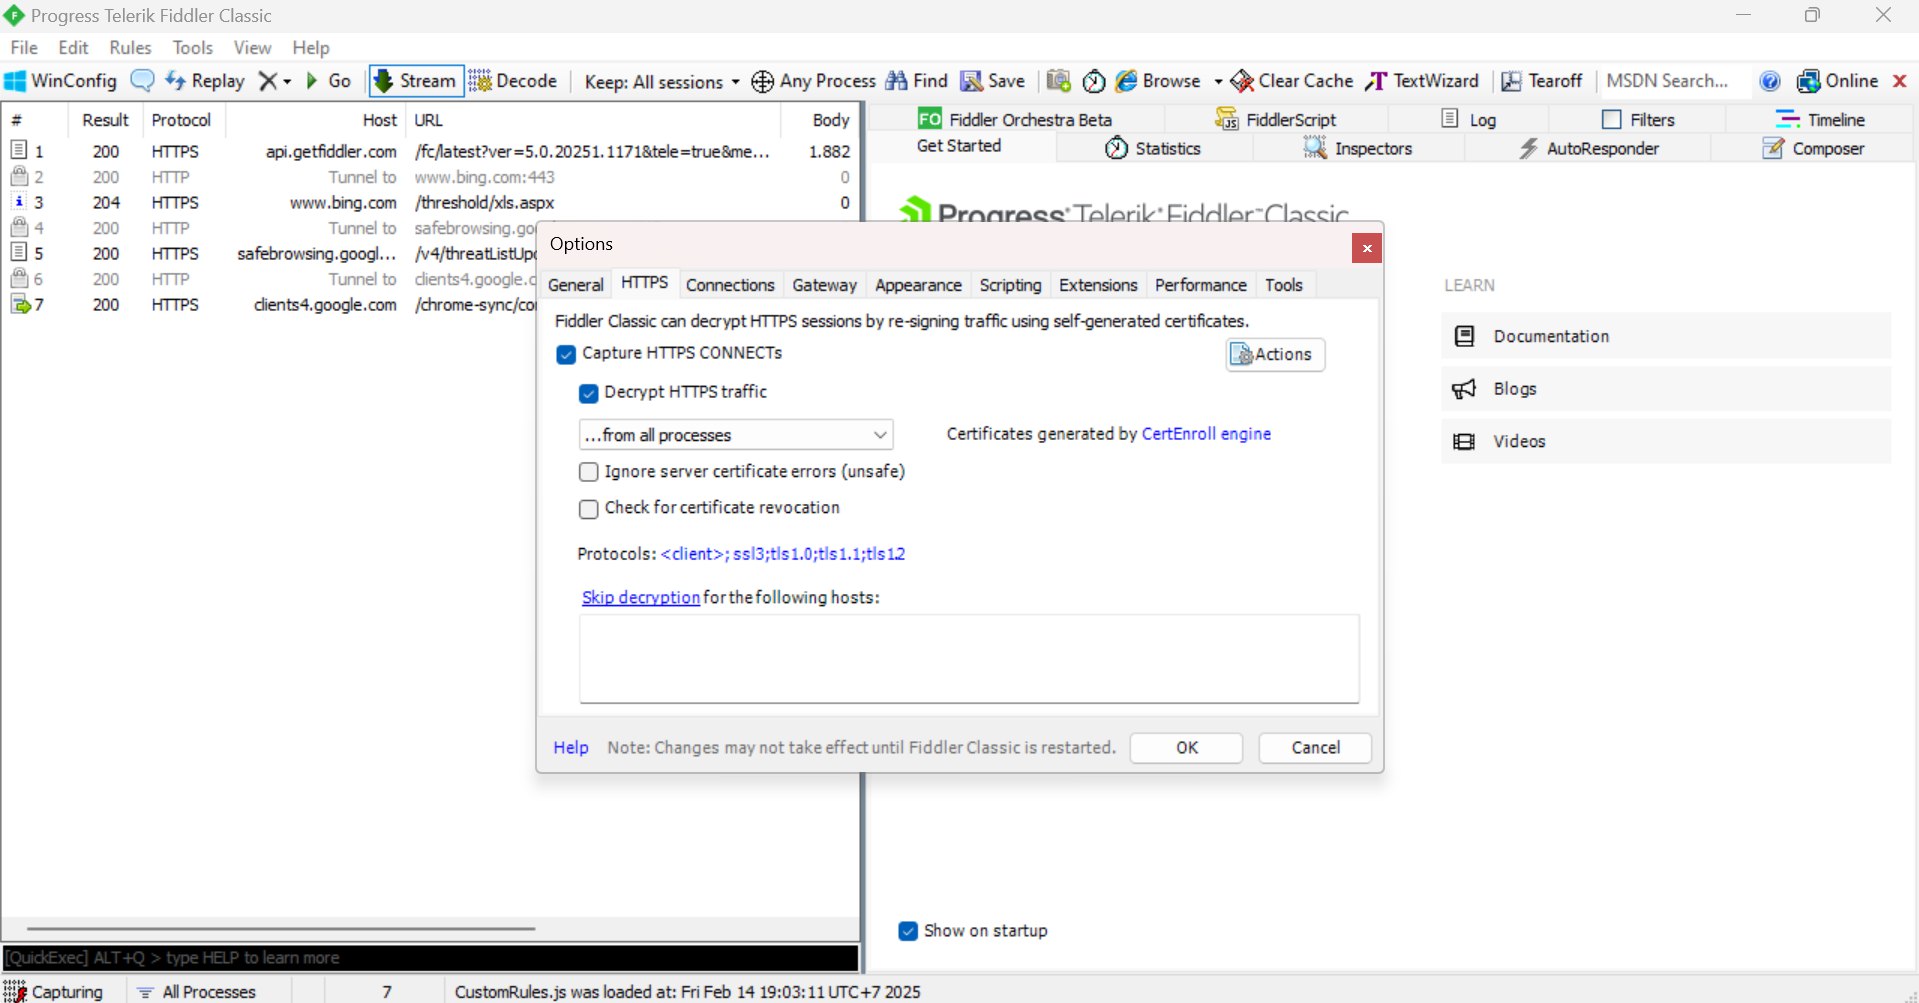 Progress Telerik Fiddler Classic
File Edit Rules Tools View Help
WinConfig Replay Go Stream Decode Keep: All sessions Any Process Find Save Browse Clear Cache TextWizard Tearoff MSDN Search... Online
# Result Protocol Host URL Body
1 200 HTTPS api.getfiddler.com /fc/latest?ver=5.0.20251.1171&tele=true&me... 1.882
2 200 HTTP Tunnel to www.bing.com:443 0
3 204 HTTPS www.bing.com /threshold/xls.aspx 0
4 200 HTTP Tunnel to safebrowsing.go
5 200 HTTPS safebrowsing.googl... /v4/threatListUp
6 200 HTTP Tunnel to clients4.google.c
7 200 HTTPS clients4.google.com /chrome-sync/co
FO Fiddler Orchestra Beta FiddlerScript Log Filters Timeline
Get Started Statistics Inspectors AutoResponder Composer
Progress Telerik Fiddler Classic
LEARN
Documentation
Blogs
Videos
Options
General HTTPS Connections Gateway Appearance Scripting Extensions Performance Tools
Fiddler Classic can decrypt HTTPS sessions by re-signing traffic using self-generated certificates.
Capture HTTPS CONNECTs
Actions
Decrypt HTTPS traffic
...from all processes
Certificates generated by CertEnroll engine
Ignore server certificate errors (unsafe)
Check for certificate revocation
Protocols: <client>; ssl3;tls1.0;tls1.1;tls1.2
Skip decryption for the following hosts:
Help Note: Changes may not take effect until Fiddler Classic is restarted. OK Cancel
Show on startup
[QuickExec] ALT+Q > type HELP to learn more
Capturing All Processes 7 CustomRules.js was loaded at: Fri Feb 14 19:03:11 UTC+7 2025